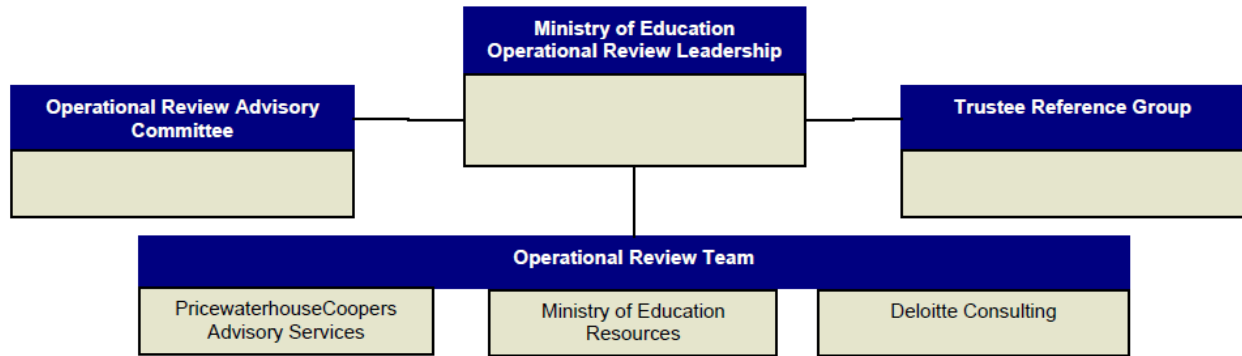 Ministry of Education
Operational Review Leadership
Operational Review Advisory
Committee
Trustee Reference Group
Operational Review Team
PricewaterhouseCoopers
Advisory Services
Ministry of Education
Resources
Deloitte Consulting